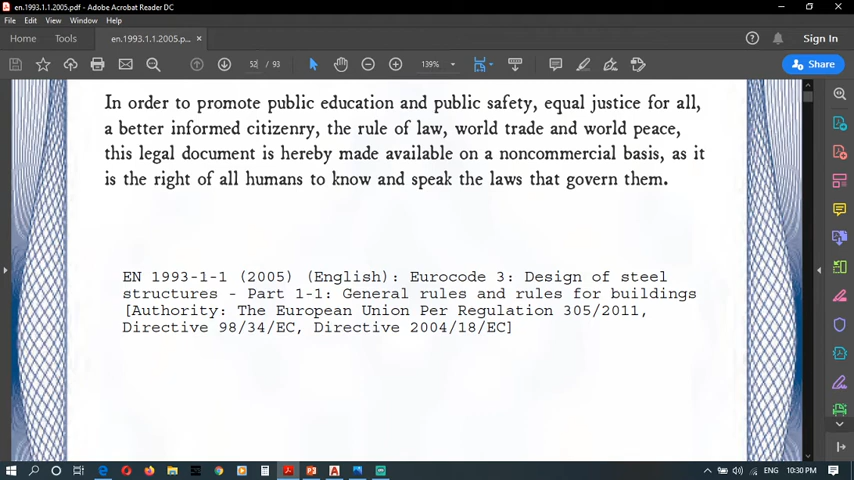 en.1993.1.1.2005.pdf - Adobe Acrobat Reader DC
File Edit View Window Help
Home Tools en.1993.1.1.2005.p... × Sign In
52 / 93 139% Share
In order to promote public education and public safety, equal justice for all,
a better informed citizenry, the rule of law, world trade and world peace,
this legal document is hereby made available on a noncommercial basis, as it
is the right of all humans to know and speak the laws that govern them.
EN 1993-1-1 (2005) (English): Eurocode 3: Design of steel
structures - Part 1-1: General rules and rules for buildings
[Authority: The European Union Per Regulation 305/2011,
Directive 98/34/EC, Directive 2004/18/EC]
ENG 10:30 PM